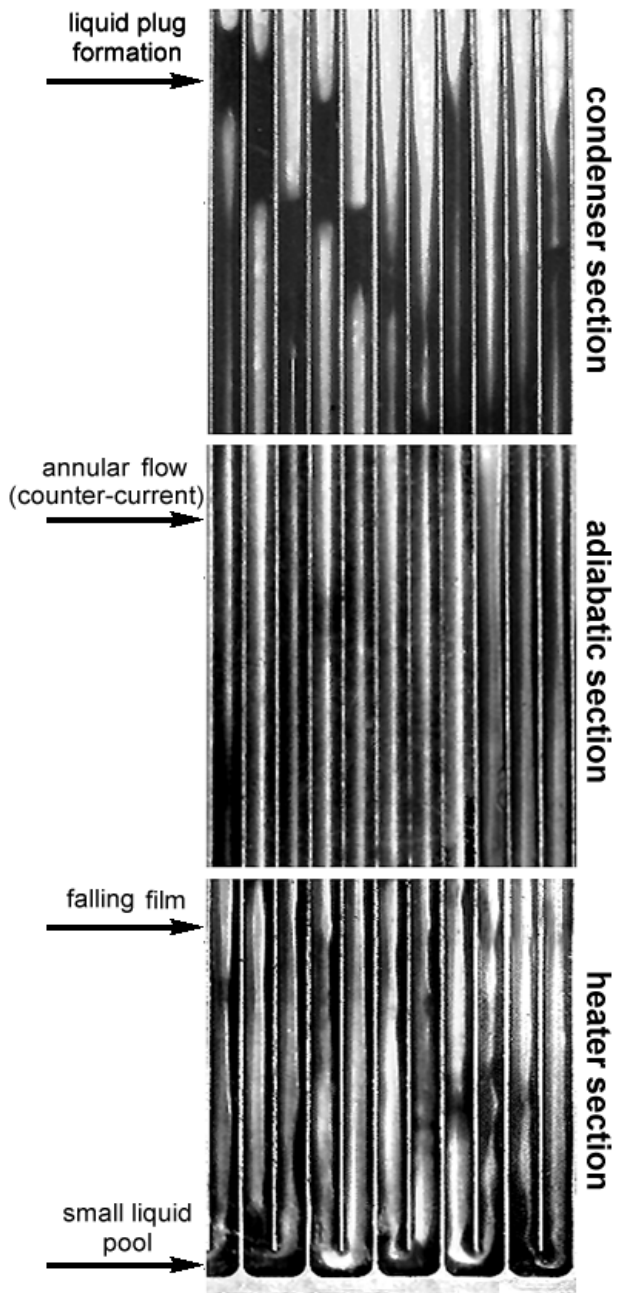 liquid plug
formation
condenser section
annular flow
(counter-current)
adiabatic section
falling film
heater section
small liquid
pool